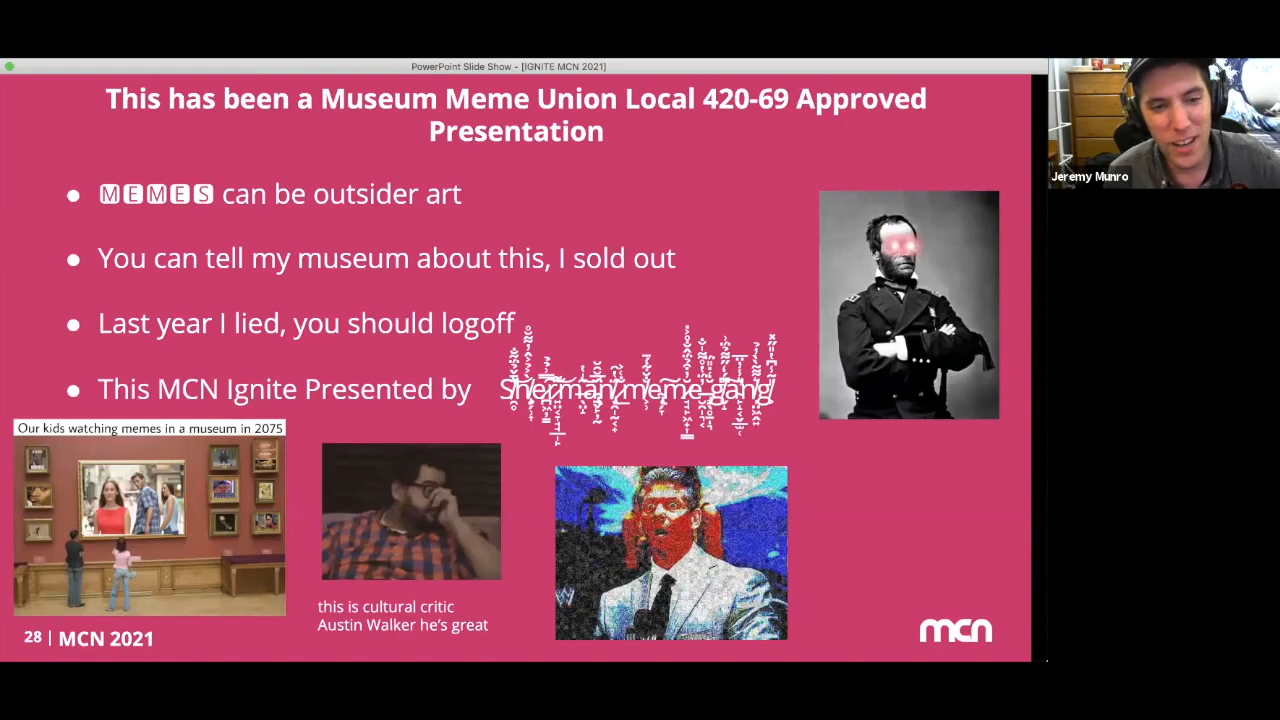 PowerPoint Slide Show - [IGNITE MCN 2021]
This has been a Museum Meme Union Local 420-69 Approved
Presentation
● 🅼🅴🅼🅴🆂 can be outsider art
● You can tell my museum about this, I sold out
● Last year I lied, you should logoff
● This MCN Ignite Presented by Sherman meme gang
Our kids watching memes in a museum in 2075
this is cultural critic
Austin Walker he's great
28 | MCN 2021
mcn
Jeremy Munro